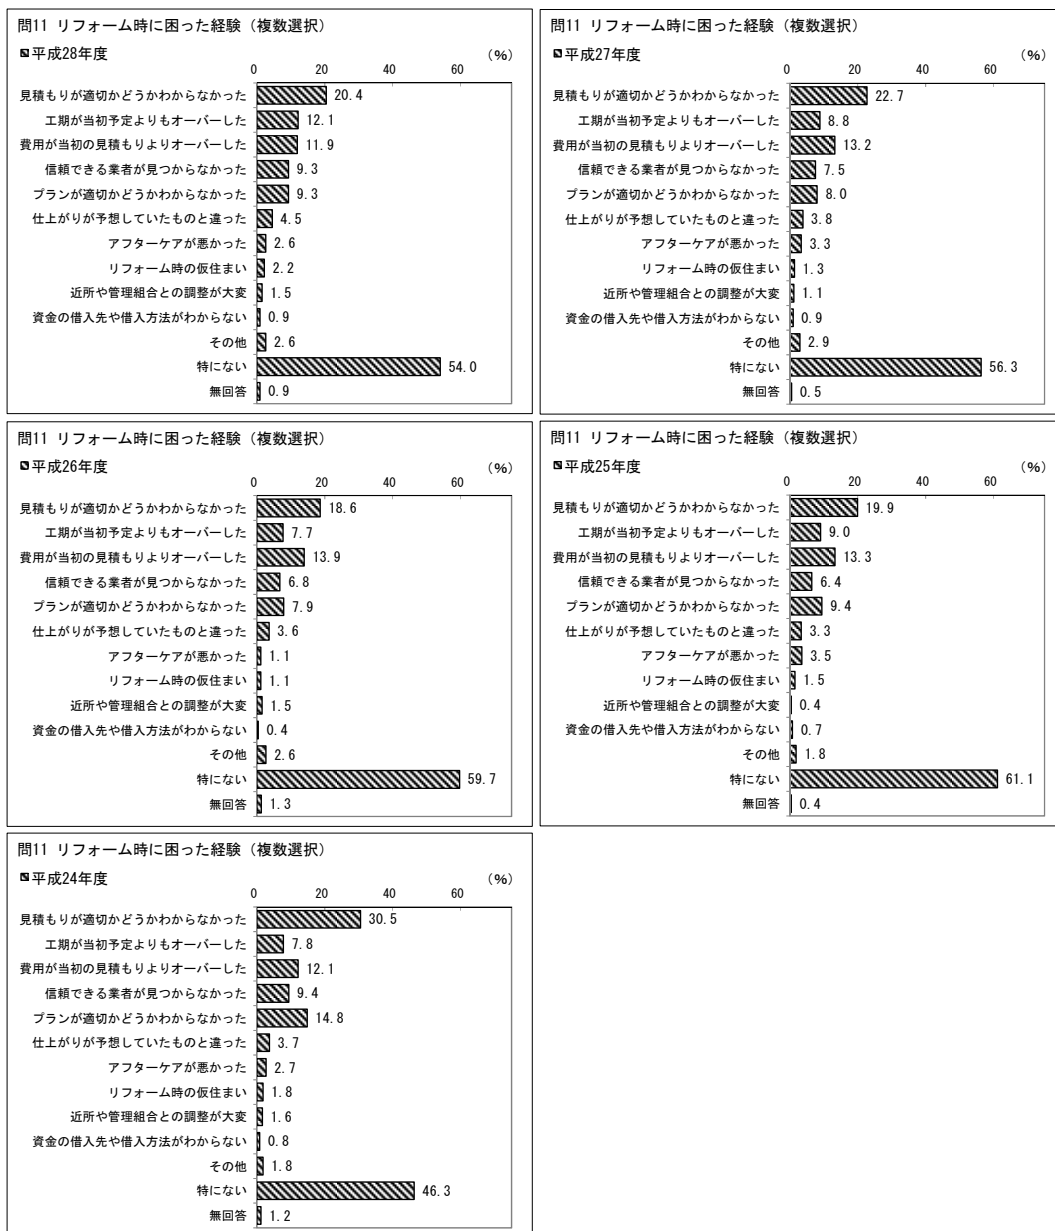 問11 リフォーム時に困った経験（複数選択）
平成28年度
（％）
0 20 40 60
見積もりが適切かどうかわからなかった 20.4
工期が当初予定よりもオーバーした 12.1
費用が当初の見積もりよりオーバーした 11.9
信頼できる業者が見つからなかった 9.3
プランが適切かどうかわからなかった 9.3
仕上がりが予想していたものと違った 4.5
アフターケアが悪かった 2.6
リフォーム時の仮住まい 2.2
近所や管理組合との調整が大変 1.5
資金の借入先や借入方法がわからない 0.9
その他 2.6
特にない 54.0
無回答 0.9
問11 リフォーム時に困った経験（複数選択）
平成27年度
（％）
0 20 40 60
見積もりが適切かどうかわからなかった 22.7
工期が当初予定よりもオーバーした 8.8
費用が当初の見積もりよりオーバーした 13.2
信頼できる業者が見つからなかった 7.5
プランが適切かどうかわからなかった 8.0
仕上がりが予想していたものと違った 3.8
アフターケアが悪かった 3.3
リフォーム時の仮住まい 1.3
近所や管理組合との調整が大変 1.1
資金の借入先や借入方法がわからない 0.9
その他 2.9
特にない 56.3
無回答 0.5
問11 リフォーム時に困った経験（複数選択）
平成26年度
（％）
0 20 40 60
見積もりが適切かどうかわからなかった 18.6
工期が当初予定よりもオーバーした 7.7
費用が当初の見積もりよりオーバーした 13.9
信頼できる業者が見つからなかった 6.8
プランが適切かどうかわからなかった 7.9
仕上がりが予想していたものと違った 3.6
アフターケアが悪かった 1.1
リフォーム時の仮住まい 1.1
近所や管理組合との調整が大変 1.5
資金の借入先や借入方法がわからない 0.4
その他 2.6
特にない 59.7
無回答 1.3
問11 リフォーム時に困った経験（複数選択）
平成25年度
（％）
0 20 40 60
見積もりが適切かどうかわからなかった 19.9
工期が当初予定よりもオーバーした 9.0
費用が当初の見積もりよりオーバーした 13.3
信頼できる業者が見つからなかった 6.4
プランが適切かどうかわからなかった 9.4
仕上がりが予想していたものと違った 3.3
アフターケアが悪かった 3.5
リフォーム時の仮住まい 1.5
近所や管理組合との調整が大変 0.4
資金の借入先や借入方法がわからない 0.7
その他 1.8
特にない 61.1
無回答 0.4
問11 リフォーム時に困った経験（複数選択）
平成24年度
（％）
0 20 40 60
見積もりが適切かどうかわからなかった 30.5
工期が当初予定よりもオーバーした 7.8
費用が当初の見積もりよりオーバーした 12.1
信頼できる業者が見つからなかった 9.4
プランが適切かどうかわからなかった 14.8
仕上がりが予想していたものと違った 3.7
アフターケアが悪かった 2.7
リフォーム時の仮住まい 1.8
近所や管理組合との調整が大変 1.6
資金の借入先や借入方法がわからない 0.8
その他 1.8
特にない 46.3
無回答 1.2